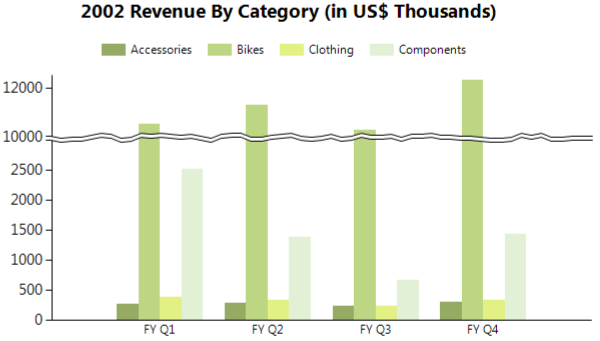 2002 Revenue By Category (in US$ Thousands)
Accessories Bikes Clothing Components
12000
10000
2500
2000
1500
1000
500
0
FY Q1 FY Q2 FY Q3 FY Q4